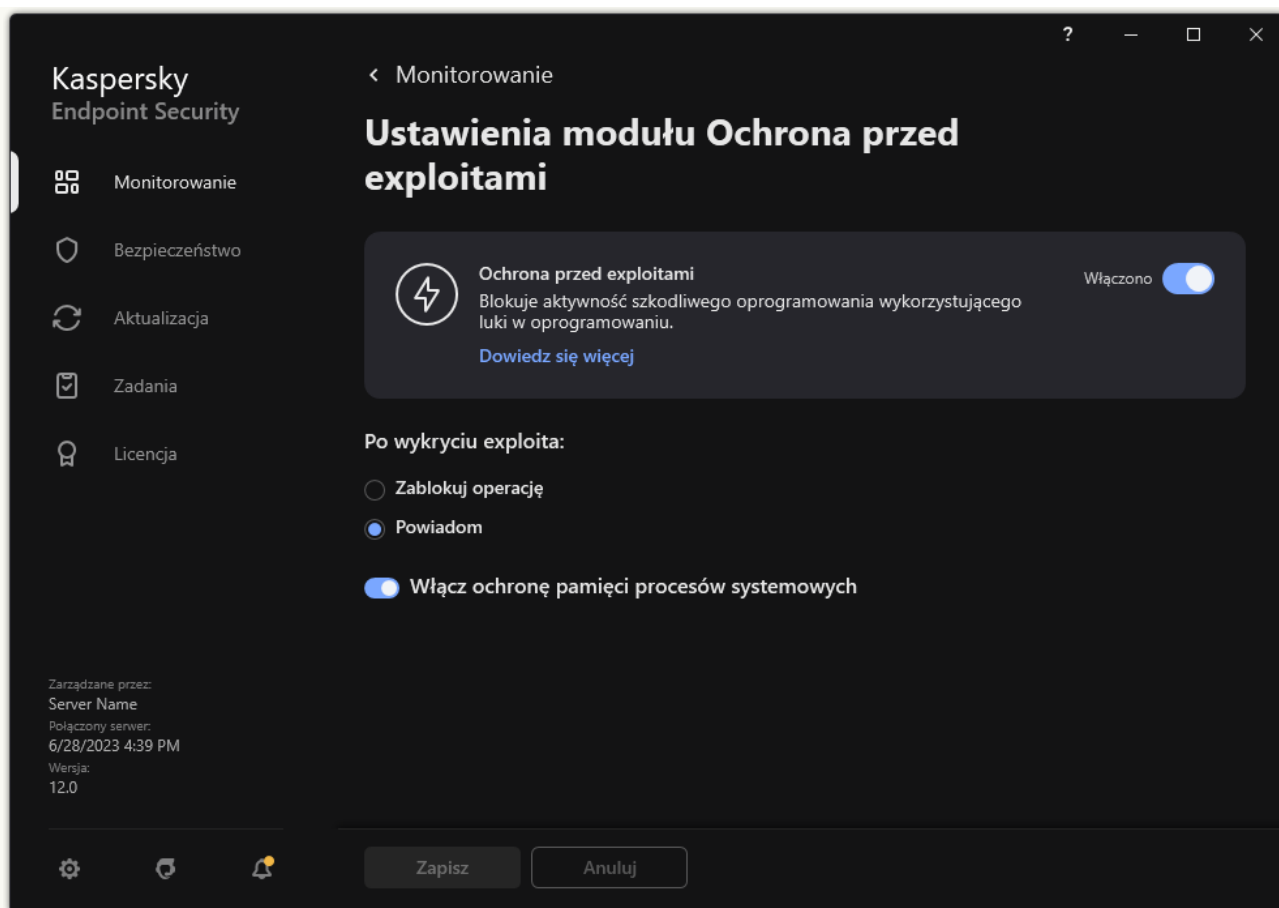 ?
Kaspersky
Endpoint Security
Monitorowanie
Bezpieczeństwo
Aktualizacja
Zadania
Licencja
Zarządzane przez:
Server Name
Połączony serwer:
6/28/2023 4:39 PM
Wersja:
12.0
Monitorowanie
Ustawienia modułu Ochrona przed
exploitami
Ochrona przed exploitami
Blokuje aktywność szkodliwego oprogramowania wykorzystującego
luki w oprogramowaniu.
Dowiedz się więcej
Włączono
Po wykryciu exploita:
Zablokuj operację
Powiadom
Włącz ochronę pamięci procesów systemowych
Zapisz
Anuluj